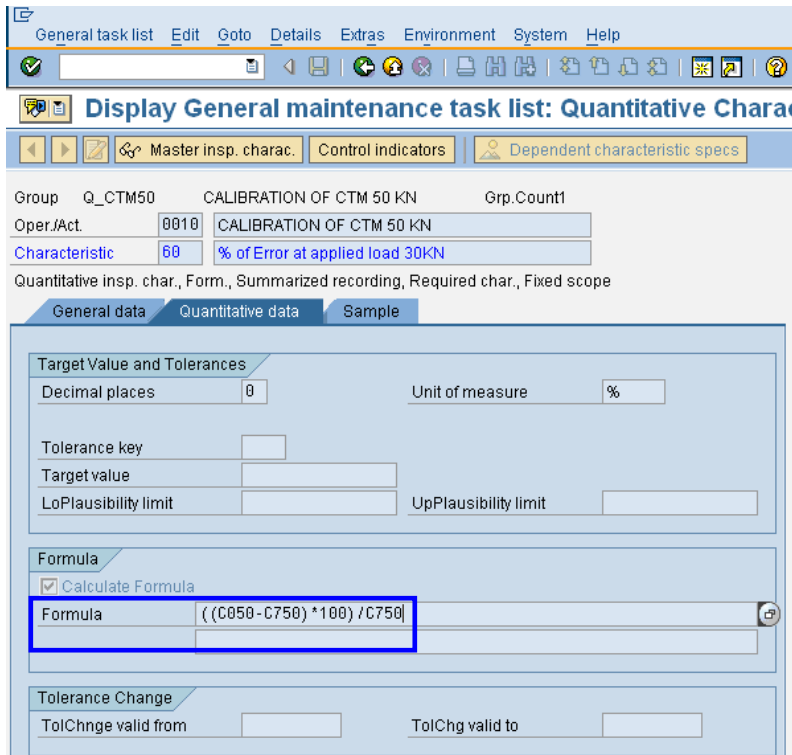 General task list Edit Goto Details Extras Environment System Help
Display General maintenance task list: Quantitative Chara
Master insp. charac. Control indicators Dependent characteristic specs
Group Q_CTM50 CALIBRATION OF CTM 50 KN Grp.Count1
Oper./Act. 0010 CALIBRATION OF CTM 50 KN
Characteristic 60 % of Error at applied load 30KN
Quantitative insp. char., Form., Summarized recording, Required char., Fixed scope
General data Quantitative data Sample
Target Value and Tolerances
Decimal places 0 Unit of measure %
Tolerance key
Target value
LoPlausibility limit UpPlausibility limit
Formula
Calculate Formula
Formula ((C050-C750)*100)/C750
Tolerance Change
TolChnge valid from TolChg valid to